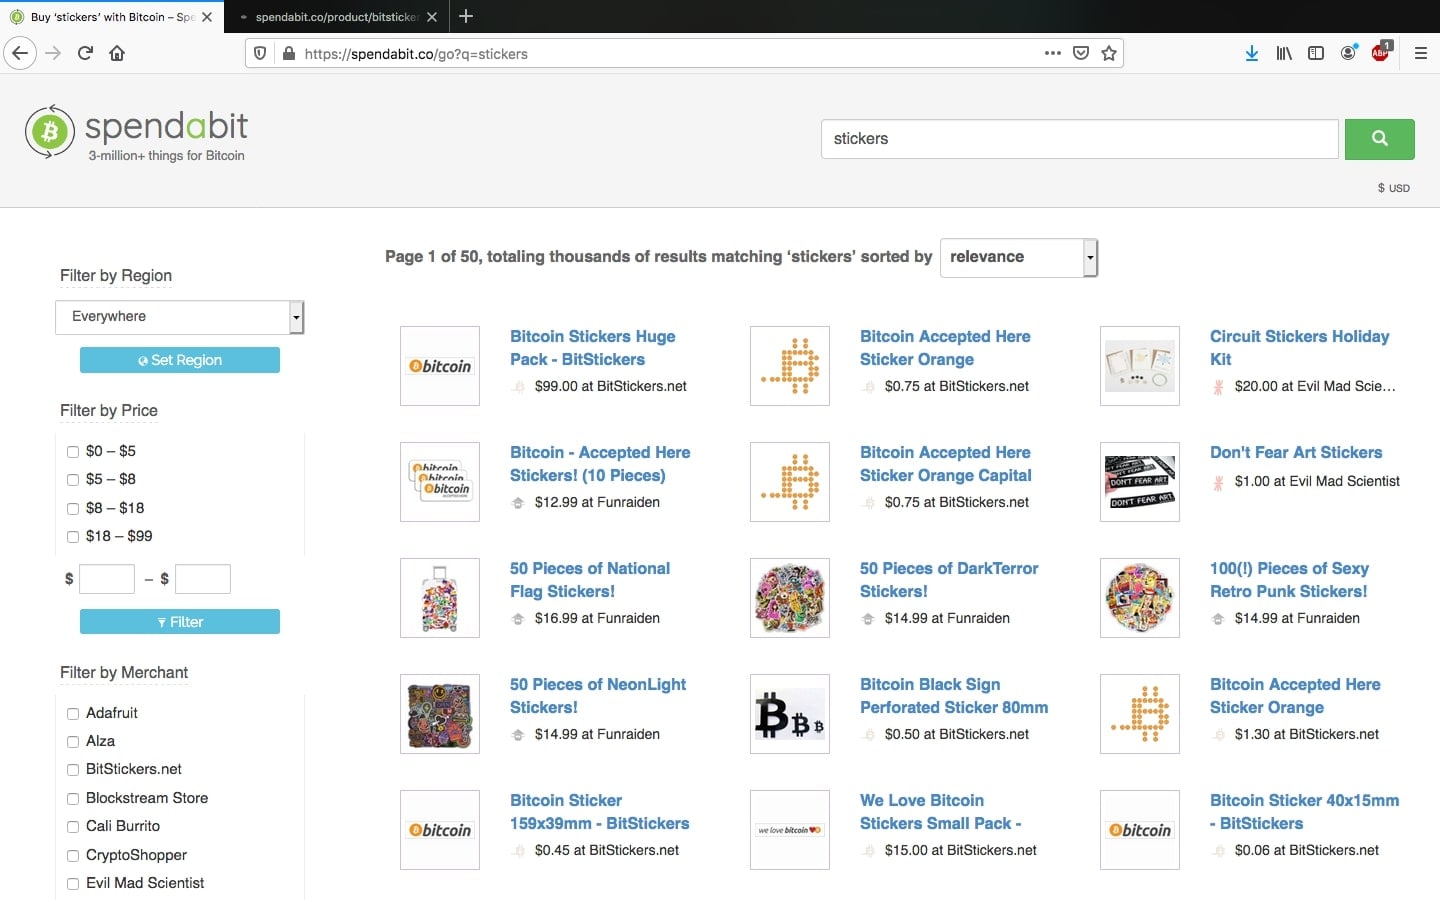 Buy ‘stickers’ with Bitcoin – Spe
spendabit.co/product/bitsticker
https://spendabit.co/go?q=stickers
ABP
1
spendabit
3-million+ things for Bitcoin
stickers
$ USD
Page 1 of 50, totaling thousands of results matching ‘stickers’ sorted by relevance
Filter by Region
Everywhere
Set Region
Filter by Price
$0 – $5
$5 – $8
$8 – $18
$18 – $99
$ – $
Filter
Filter by Merchant
Adafruit
Alza
BitStickers.net
Blockstream Store
Cali Burrito
CryptoShopper
Evil Mad Scientist
bitcoin
Bitcoin Stickers Huge
Pack - BitStickers
$99.00 at BitStickers.net
Bitcoin Accepted Here
Sticker Orange
$0.75 at BitStickers.net
Circuit Stickers Holiday
Kit
$20.00 at Evil Mad Scie…
bitcoin
bitcoin
bitcoin
Bitcoin - Accepted Here
Stickers! (10 Pieces)
$12.99 at Funraiden
Bitcoin Accepted Here
Sticker Orange Capital
$0.75 at BitStickers.net
DON'T FEAR ART
DON'T FEAR ART
Don't Fear Art Stickers
$1.00 at Evil Mad Scientist
50 Pieces of National
Flag Stickers!
$16.99 at Funraiden
50 Pieces of DarkTerror
Stickers!
$14.99 at Funraiden
100(!) Pieces of Sexy
Retro Punk Stickers!
$14.99 at Funraiden
50 Pieces of NeonLight
Stickers!
$14.99 at Funraiden
Bitcoin Black Sign
Perforated Sticker 80mm
$0.50 at BitStickers.net
Bitcoin Accepted Here
Sticker Orange
$1.30 at BitStickers.net
bitcoin
Bitcoin Sticker
159x39mm - BitStickers
$0.45 at BitStickers.net
we love bitcoin
We Love Bitcoin
Stickers Small Pack -
$15.00 at BitStickers.net
bitcoin
Bitcoin Sticker 40x15mm
- BitStickers
$0.06 at BitStickers.net